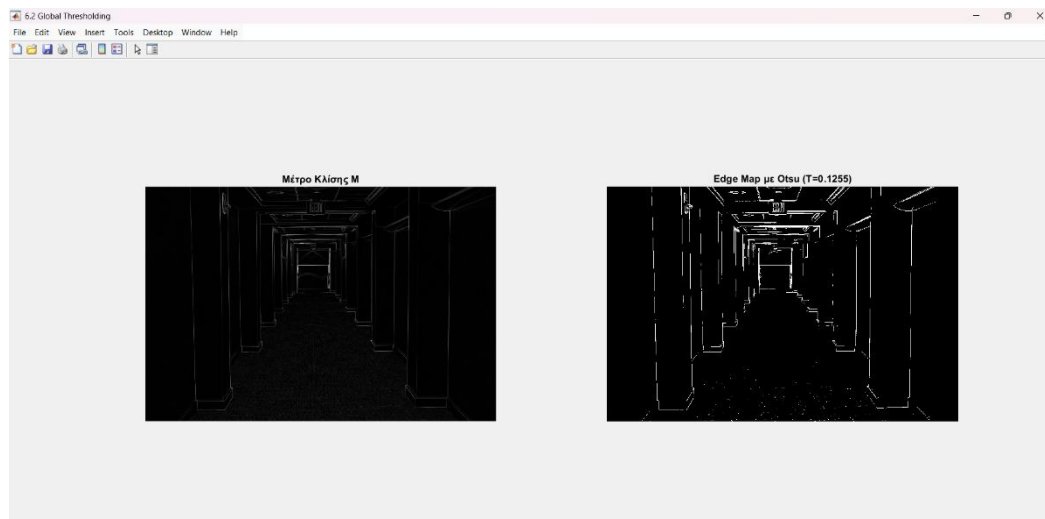 6.2 Global Thresholding
File Edit View Insert Tools Desktop Window Help
Μέτρο Κλίσης M
Edge Map με Otsu (T=0.1255)